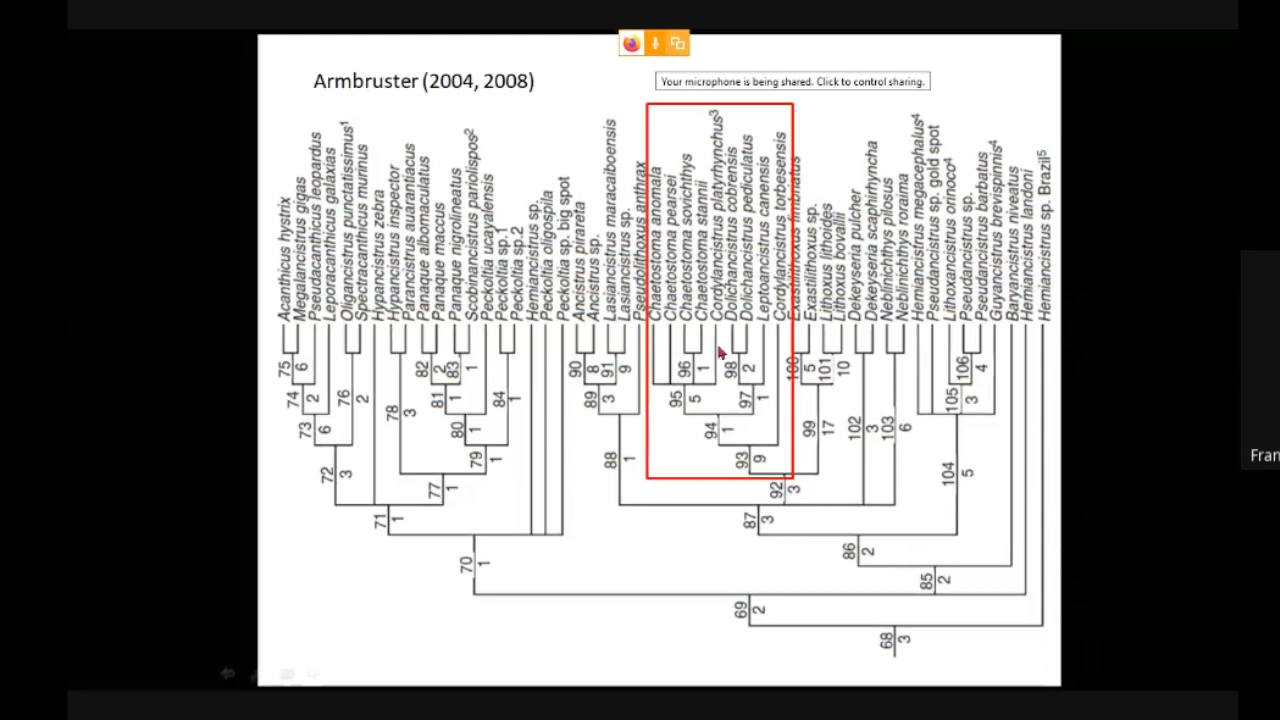 Armbruster (2004, 2008)
Your microphone is being shared. Click to control sharing.
Acanthicus hystrix
Megalancistrus gigas
Pseudacanthicus leopardus
Leporacanthicus galaxias
Oligancistrus punctatissimus¹
Spectracanthicus murinus
Hypancistrus zebra
Hypancistrus inspector
Parancistrus auarantiacus
Panaque albomaculatus
Panaque maccus
Panaque nigrolineatus
Scobinancistrus pariolispos²
Peckoltia ucayalensis
Peckoltia sp.1
Peckoltia sp.2
Hemiancistrus sp.
Peckoltia oligospila
Peckoltia sp. big spot
Ancistrus pirareta
Ancistrus sp.
Lasiancistrus maracaiboensis
Lasiancistrus sp.
Pseudolithoxus anthrax
Chaetostoma anomala
Chaetostoma pearsei
Chaetostoma sovichthys
Chaetostoma stannii
Cordylancistrus platyrhynchus³
Dolichancistrus cobrensis
Dolichancistrus pediculatus
Leptoancistrus canensis
Cordylancistrus torbesensis
Exastilithoxus fimbriatus
Exastilithoxus sp.
Lithoxus lithoides
Lithoxus bovallii
Dekeyseria pulcher
Dekeyseria scaphirhyncha
Neblinichthys pilosus
Neblinichthys roraima
Hemiancistrus megacephalus⁴
Pseudancistrus sp. gold spot
Lithoxancistrus orinoco⁴
Pseudancistrus sp.
Pseudancistrus barbatus
Guyanancistrus brevispinnis⁴
Baryancistrus niveatus
Hemiancistrus landoni
Hemiancistrus sp. Brazil⁵
75 6 82 2 83 1 90 8 91 9 96 1 98 2 100 5 101 10 106 4
74 2 76 2 78 3 81 1 84 1 89 3 95 5 97 1 105 3
73 6 80 1 94 1 99 17 102 3 103 6
72 3 79 1 88 1 93 9 104 5
77 1 92 3
71 1 87 3
70 1 86 2
85 2
69 2
68 3
Fran